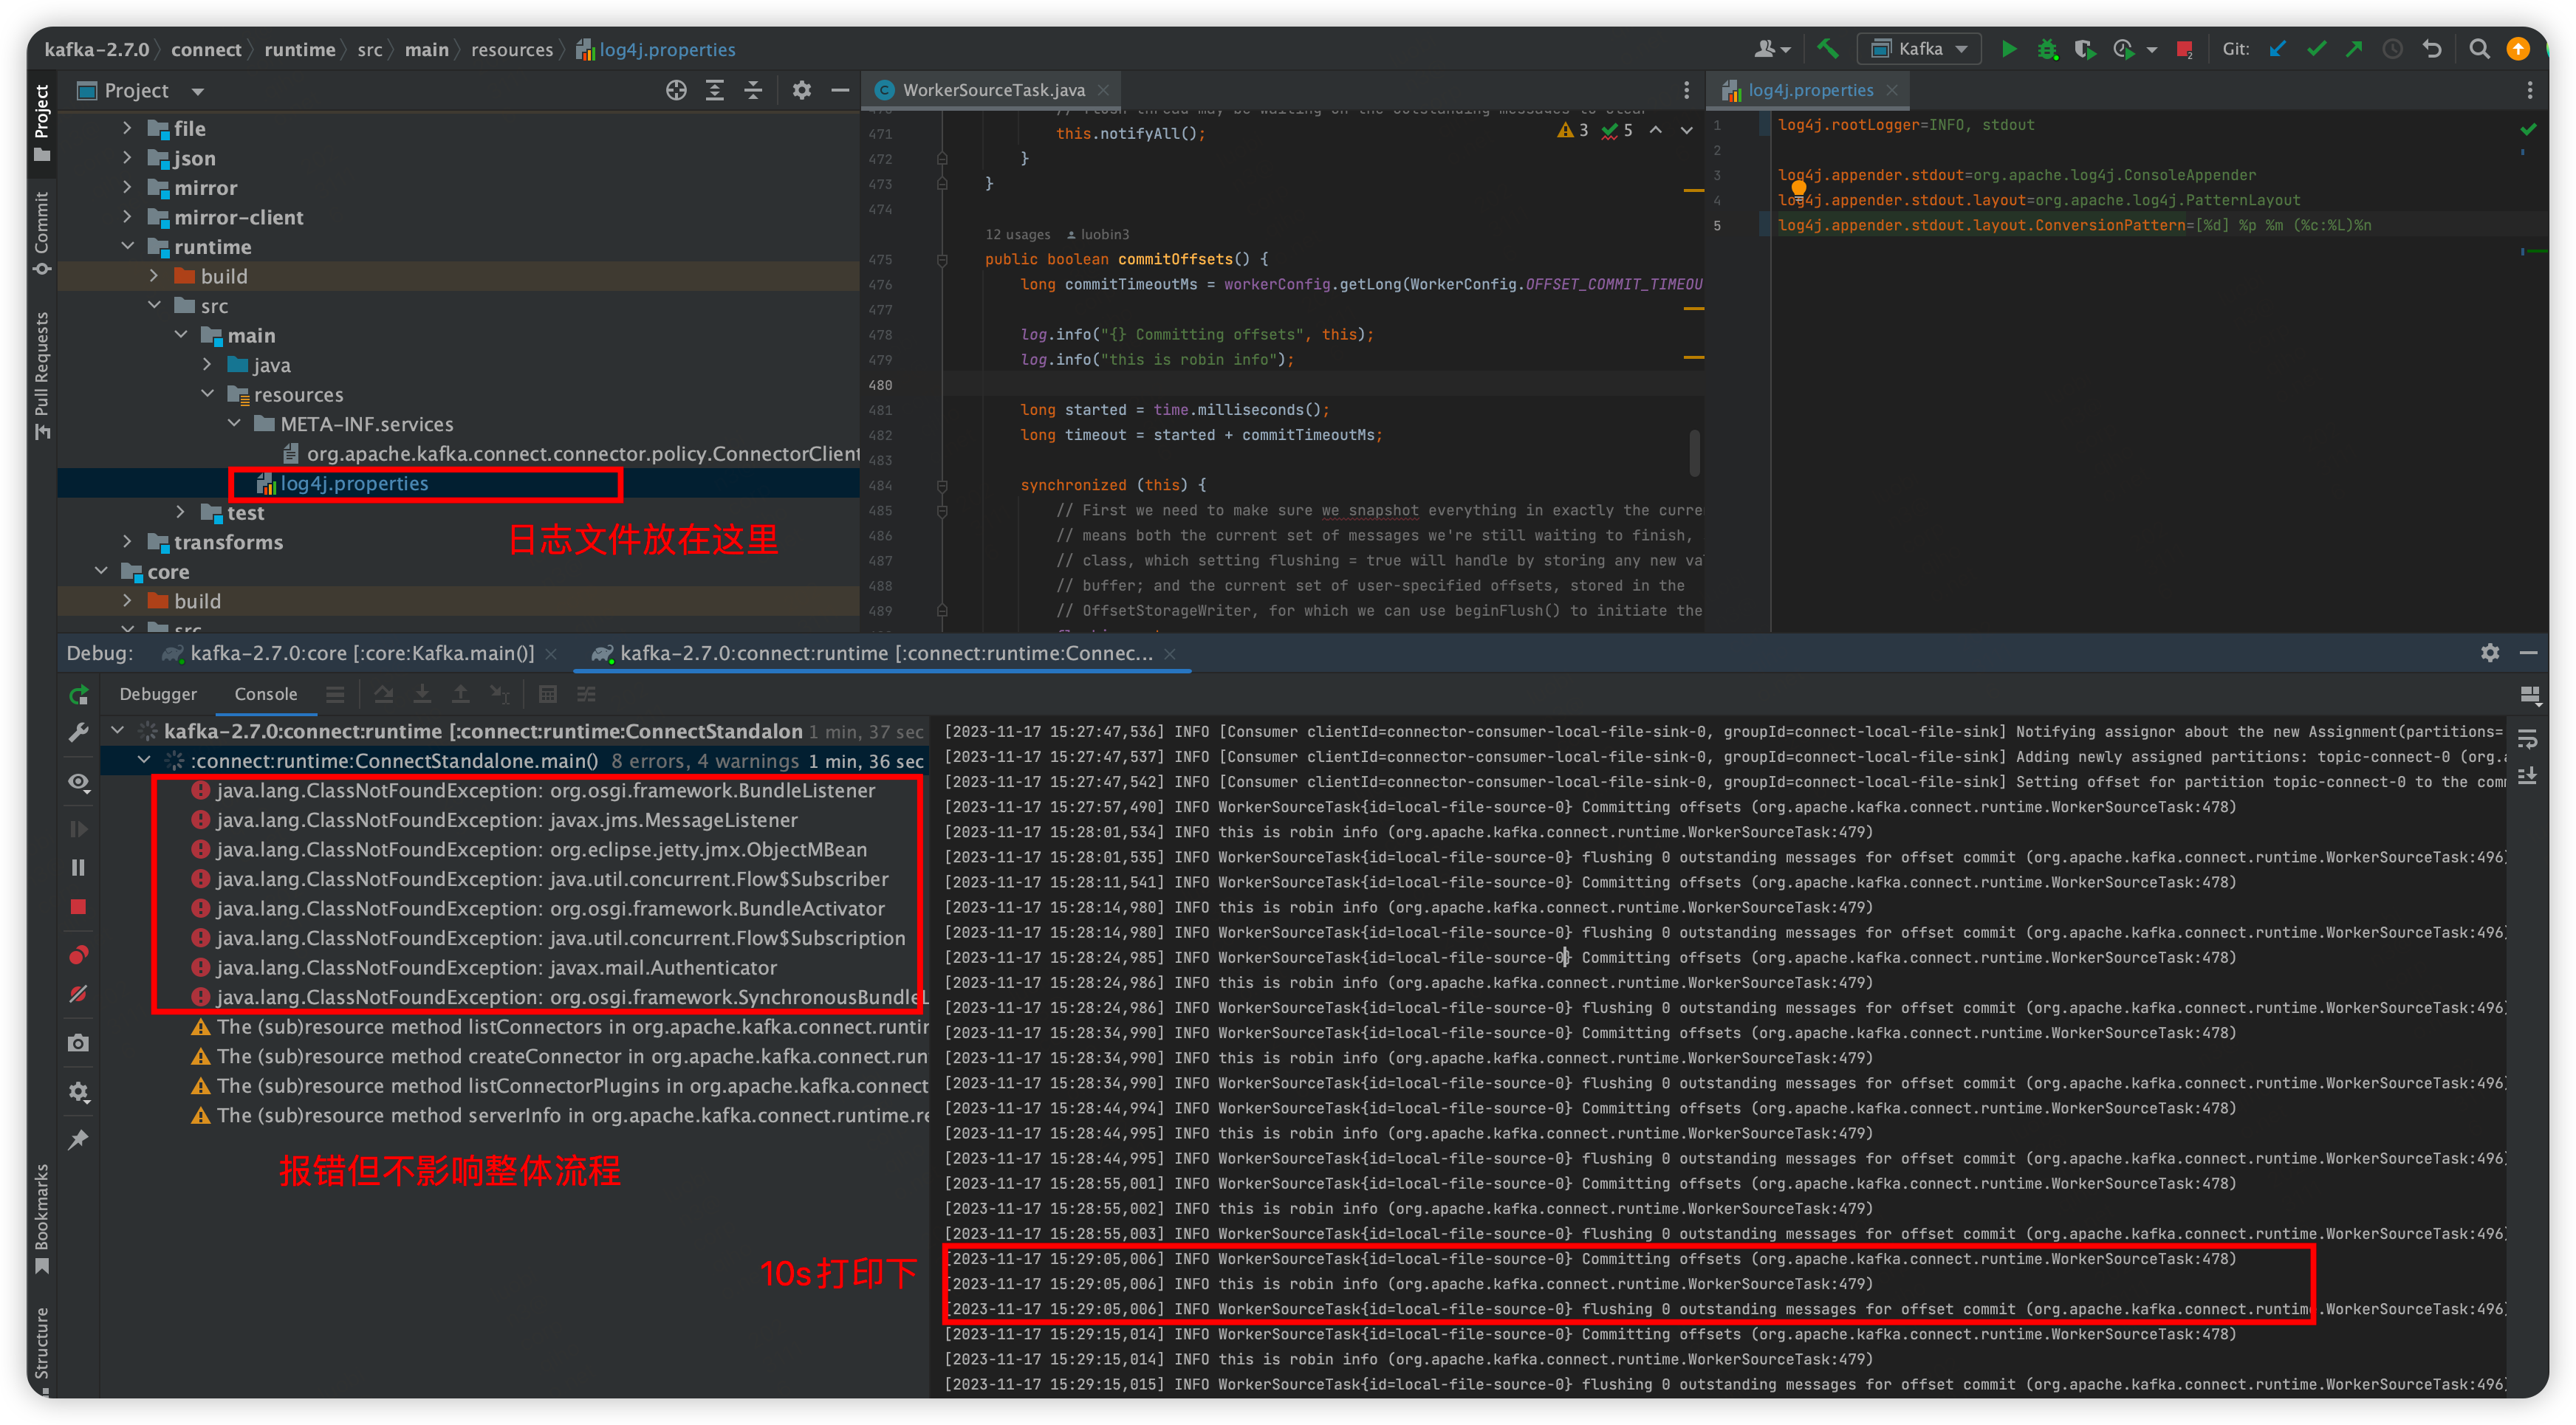 kafka-2.7.0 connect runtime src main resources log4j.properties
Kafka
Git:
Project
WorkerSourceTask.java
log4j.properties
Project
Commit
Pull Requests
Bookmarks
Structure
file
json
mirror
mirror-client
runtime
build
src
main
java
resources
META-INF.services
org.apache.kafka.connect.connector.policy.ConnectorClient
log4j.properties
test
transforms
core
build
src
日志文件放在这里
3 5
471 this.notifyAll();
472 }
473 }
474
12 usages luobin3
475 public boolean commitOffsets() {
476 long commitTimeoutMs = workerConfig.getLong(WorkerConfig.OFFSET_COMMIT_TIMEOU
477
478 log.info("{} Committing offsets", this);
479 log.info("this is robin info");
480
481 long started = time.milliseconds();
482 long timeout = started + commitTimeoutMs;
483
484 synchronized (this) {
485 // First we need to make sure we snapshot everything in exactly the curre
486 // means both the current set of messages we're still waiting to finish,
487 // class, which setting flushing = true will handle by storing any new va
488 // buffer; and the current set of user-specified offsets, stored in the
489 // OffsetStorageWriter, for which we can use beginFlush() to initiate the
1 log4j.rootLogger=INFO, stdout
2
3 log4j.appender.stdout=org.apache.log4j.ConsoleAppender
4 log4j.appender.stdout.layout=org.apache.log4j.PatternLayout
5 log4j.appender.stdout.layout.ConversionPattern=[%d] %p %m (%c:%L)%n
Debug: kafka-2.7.0:core [:core:Kafka.main()] kafka-2.7.0:connect:runtime [:connect:runtime:Connec...
Debugger Console
kafka-2.7.0:connect:runtime [:connect:runtime:ConnectStandalon 1 min, 37 sec
:connect:runtime:ConnectStandalone.main() 8 errors, 4 warnings 1 min, 36 sec
java.lang.ClassNotFoundException: org.osgi.framework.BundleListener
java.lang.ClassNotFoundException: javax.jms.MessageListener
java.lang.ClassNotFoundException: org.eclipse.jetty.jmx.ObjectMBean
java.lang.ClassNotFoundException: java.util.concurrent.Flow$Subscriber
java.lang.ClassNotFoundException: org.osgi.framework.BundleActivator
java.lang.ClassNotFoundException: java.util.concurrent.Flow$Subscription
java.lang.ClassNotFoundException: javax.mail.Authenticator
java.lang.ClassNotFoundException: org.osgi.framework.SynchronousBundleL
The (sub)resource method listConnectors in org.apache.kafka.connect.runtir
The (sub)resource method createConnector in org.apache.kafka.connect.run
The (sub)resource method listConnectorPlugins in org.apache.kafka.connect
The (sub)resource method serverInfo in org.apache.kafka.connect.runtime.re
报错但不影响整体流程
10s打印下
[2023-11-17 15:27:47,536] INFO [Consumer clientId=connector-consumer-local-file-sink-0, groupId=connect-local-file-sink] Notifying assignor about the new Assignment(partitions=
[2023-11-17 15:27:47,537] INFO [Consumer clientId=connector-consumer-local-file-sink-0, groupId=connect-local-file-sink] Adding newly assigned partitions: topic-connect-0 (org.a
[2023-11-17 15:27:47,542] INFO [Consumer clientId=connector-consumer-local-file-sink-0, groupId=connect-local-file-sink] Setting offset for partition topic-connect-0 to the com
[2023-11-17 15:27:57,490] INFO WorkerSourceTask{id=local-file-source-0} Committing offsets (org.apache.kafka.connect.runtime.WorkerSourceTask:478)
[2023-11-17 15:28:01,534] INFO this is robin info (org.apache.kafka.connect.runtime.WorkerSourceTask:479)
[2023-11-17 15:28:01,535] INFO WorkerSourceTask{id=local-file-source-0} flushing 0 outstanding messages for offset commit (org.apache.kafka.connect.runtime.WorkerSourceTask:496)
[2023-11-17 15:28:11,541] INFO WorkerSourceTask{id=local-file-source-0} Committing offsets (org.apache.kafka.connect.runtime.WorkerSourceTask:478)
[2023-11-17 15:28:14,980] INFO this is robin info (org.apache.kafka.connect.runtime.WorkerSourceTask:479)
[2023-11-17 15:28:14,980] INFO WorkerSourceTask{id=local-file-source-0} flushing 0 outstanding messages for offset commit (org.apache.kafka.connect.runtime.WorkerSourceTask:496)
[2023-11-17 15:28:24,985] INFO WorkerSourceTask{id=local-file-source-0} Committing offsets (org.apache.kafka.connect.runtime.WorkerSourceTask:478)
[2023-11-17 15:28:24,986] INFO this is robin info (org.apache.kafka.connect.runtime.WorkerSourceTask:479)
[2023-11-17 15:28:24,986] INFO WorkerSourceTask{id=local-file-source-0} flushing 0 outstanding messages for offset commit (org.apache.kafka.connect.runtime.WorkerSourceTask:496)
[2023-11-17 15:28:34,990] INFO WorkerSourceTask{id=local-file-source-0} Committing offsets (org.apache.kafka.connect.runtime.WorkerSourceTask:478)
[2023-11-17 15:28:34,990] INFO this is robin info (org.apache.kafka.connect.runtime.WorkerSourceTask:479)
[2023-11-17 15:28:34,990] INFO WorkerSourceTask{id=local-file-source-0} flushing 0 outstanding messages for offset commit (org.apache.kafka.connect.runtime.WorkerSourceTask:496)
[2023-11-17 15:28:44,994] INFO WorkerSourceTask{id=local-file-source-0} Committing offsets (org.apache.kafka.connect.runtime.WorkerSourceTask:478)
[2023-11-17 15:28:44,995] INFO this is robin info (org.apache.kafka.connect.runtime.WorkerSourceTask:479)
[2023-11-17 15:28:44,995] INFO WorkerSourceTask{id=local-file-source-0} flushing 0 outstanding messages for offset commit (org.apache.kafka.connect.runtime.WorkerSourceTask:496)
[2023-11-17 15:28:55,001] INFO WorkerSourceTask{id=local-file-source-0} Committing offsets (org.apache.kafka.connect.runtime.WorkerSourceTask:478)
[2023-11-17 15:28:55,002] INFO this is robin info (org.apache.kafka.connect.runtime.WorkerSourceTask:479)
[2023-11-17 15:28:55,003] INFO WorkerSourceTask{id=local-file-source-0} flushing 0 outstanding messages for offset commit (org.apache.kafka.connect.runtime.WorkerSourceTask:496)
[2023-11-17 15:29:05,006] INFO WorkerSourceTask{id=local-file-source-0} Committing offsets (org.apache.kafka.connect.runtime.WorkerSourceTask:478)
[2023-11-17 15:29:05,006] INFO this is robin info (org.apache.kafka.connect.runtime.WorkerSourceTask:479)
[2023-11-17 15:29:05,006] INFO WorkerSourceTask{id=local-file-source-0} flushing 0 outstanding messages for offset commit (org.apache.kafka.connect.runtime.WorkerSourceTask:496)
[2023-11-17 15:29:15,014] INFO WorkerSourceTask{id=local-file-source-0} Committing offsets (org.apache.kafka.connect.runtime.WorkerSourceTask:478)
[2023-11-17 15:29:15,014] INFO this is robin info (org.apache.kafka.connect.runtime.WorkerSourceTask:479)
[2023-11-17 15:29:15,015] INFO WorkerSourceTask{id=local-file-source-0} flushing 0 outstanding messages for offset commit (org.apache.kafka.connect.runtime.WorkerSourceTask:496)